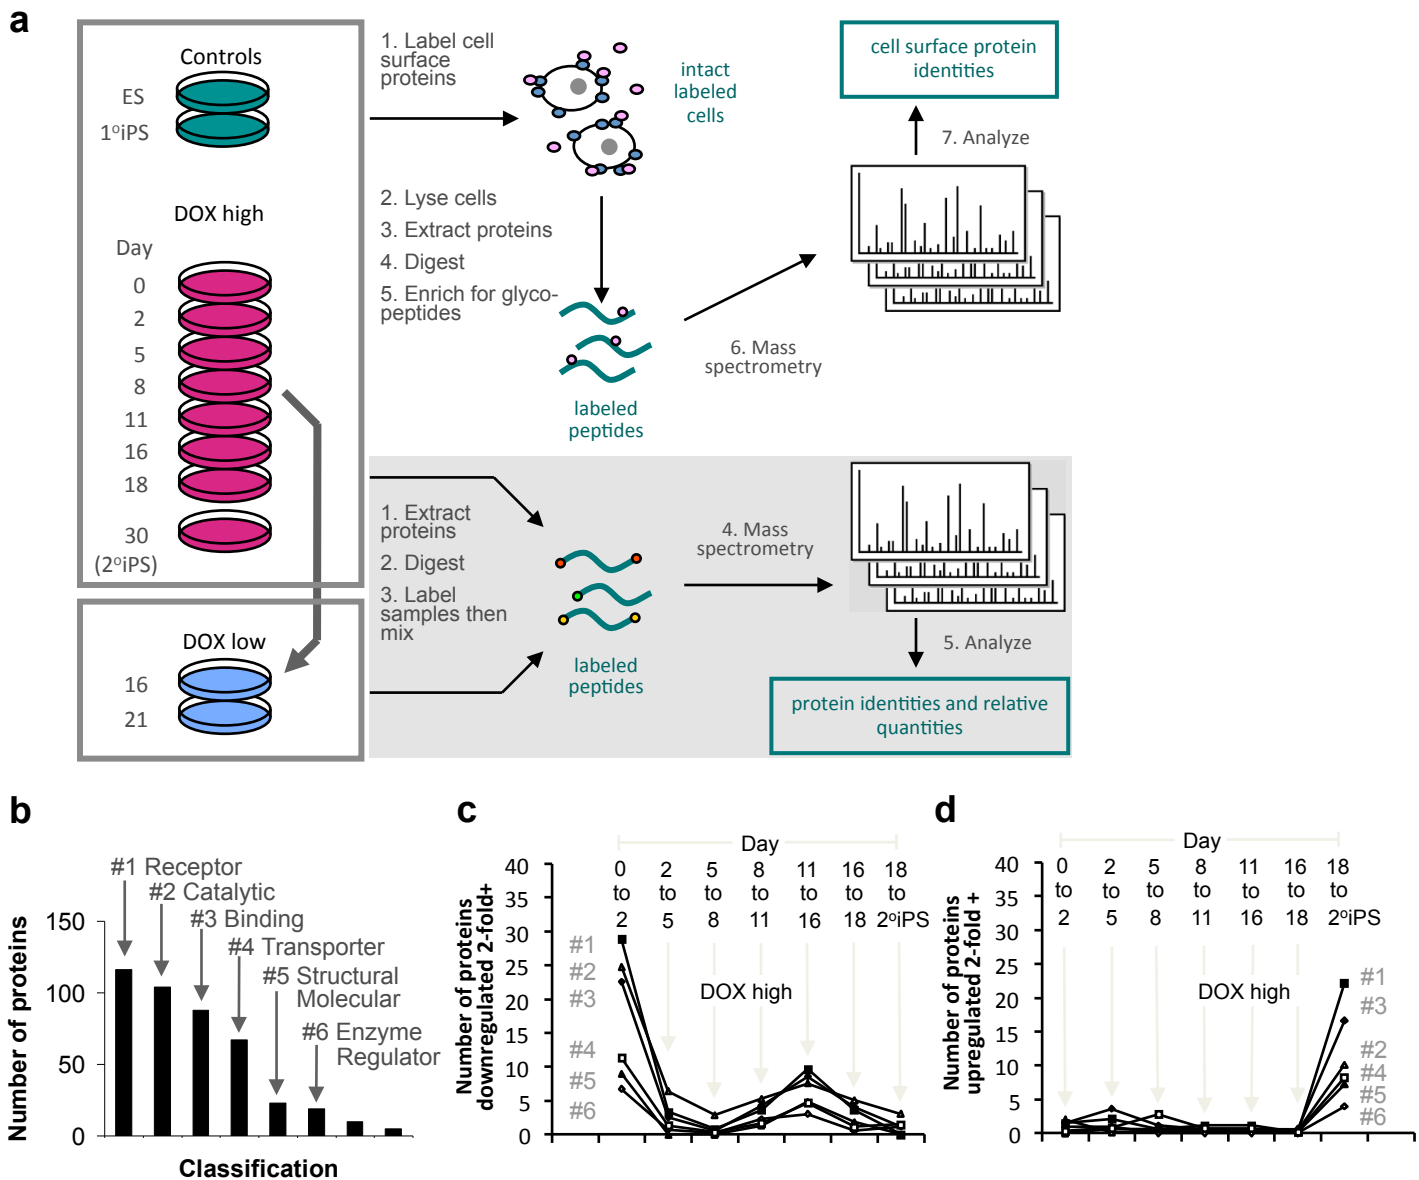 a
Controls
ES
1°iPS
DOX high
Day
0
2
5
8
11
16
18
30
(2°iPS)
DOX low
16
21
1. Label cell
surface
proteins
intact
labeled
cells
2. Lyse cells
3. Extract proteins
4. Digest
5. Enrich for glyco-
peptides
labeled
peptides
6. Mass
spectrometry
7. Analyze
cell surface protein
identities
1. Extract
proteins
2. Digest
3. Label
samples then
mix
labeled
peptides
4. Mass
spectrometry
5. Analyze
protein identities and relative
quantities
b
Number of proteins
150
100
50
0
#1 Receptor
#2 Catalytic
#3 Binding
#4 Transporter
#5 Structural
Molecular
#6 Enzyme
Regulator
Classification
c
Day
0 2 5 8 11 16 18
to to to to to to to
2 5 8 11 16 18 2°iPS
Number of proteins
downregulated 2-fold+
40
35
30
25
20
15
10
5
0
#1
#2
#3
#4
#5
#6
DOX high
d
Day
0 2 5 8 11 16 18
to to to to to to to
2 5 8 11 16 18 2°iPS
Number of proteins
upregulated 2-fold +
40
35
30
25
20
15
10
5
0
DOX high
#1
#3
#2
#4
#5
#6